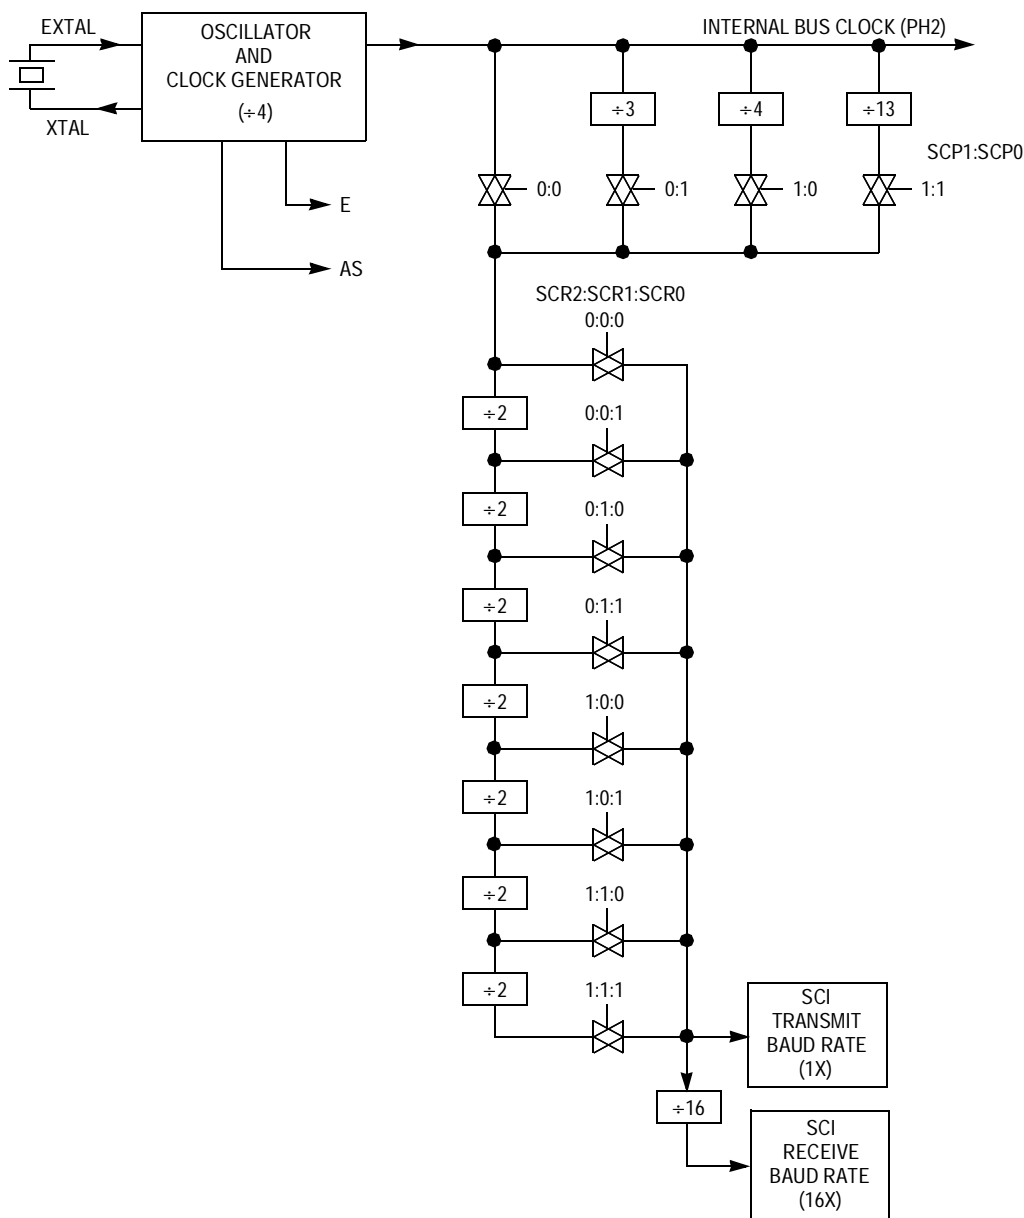 EXTAL
XTAL
OSCILLATOR
AND
CLOCK GENERATOR
(÷4)
E
AS
INTERNAL BUS CLOCK (PH2)
÷3
÷4
÷13
SCP1:SCP0
0:0
0:1
1:0
1:1
SCR2:SCR1:SCR0
0:0:0
÷2
0:0:1
÷2
0:1:0
÷2
0:1:1
÷2
1:0:0
÷2
1:0:1
÷2
1:1:0
÷2
1:1:1
SCI
TRANSMIT
BAUD RATE
(1X)
÷16
SCI
RECEIVE
BAUD RATE
(16X)